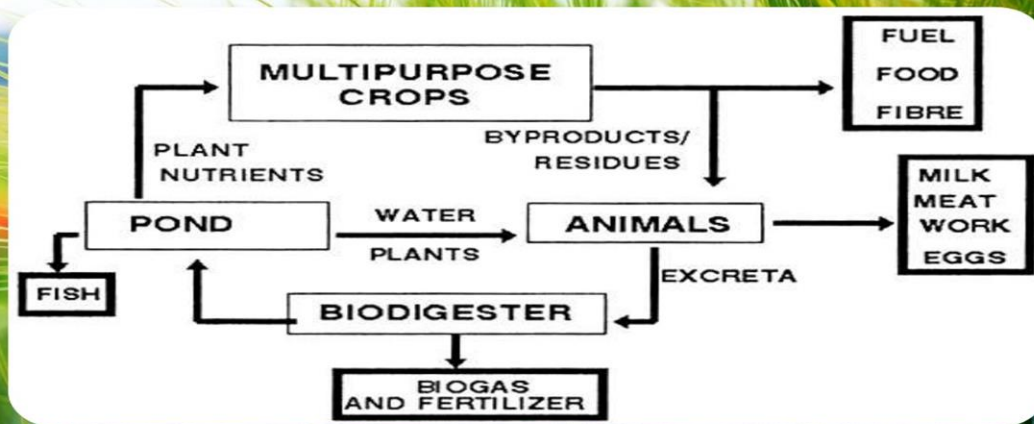 MULTIPURPOSE
CROPS
FUEL
FOOD
FIBRE
BYPRODUCTS/
RESIDUES
PLANT
NUTRIENTS
MILK
MEAT
WORK
EGGS
POND
WATER
PLANTS
ANIMALS
EXCRETA
FISH
BIODIGESTER
BIOGAS
AND FERTILIZER